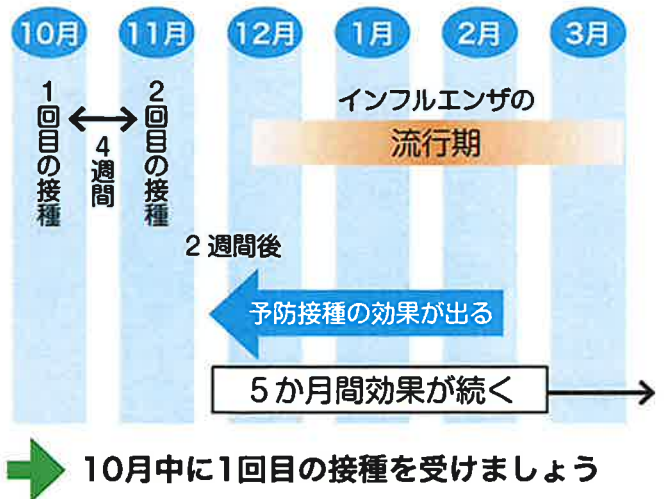 10月 11月 12月 1月 2月 3月
1回目の接種
4週間
2回目の接種
インフルエンザの
流行期
2週間後
予防接種の効果が出る
5か月間効果が続く
10月中に1回目の接種を受けましょう